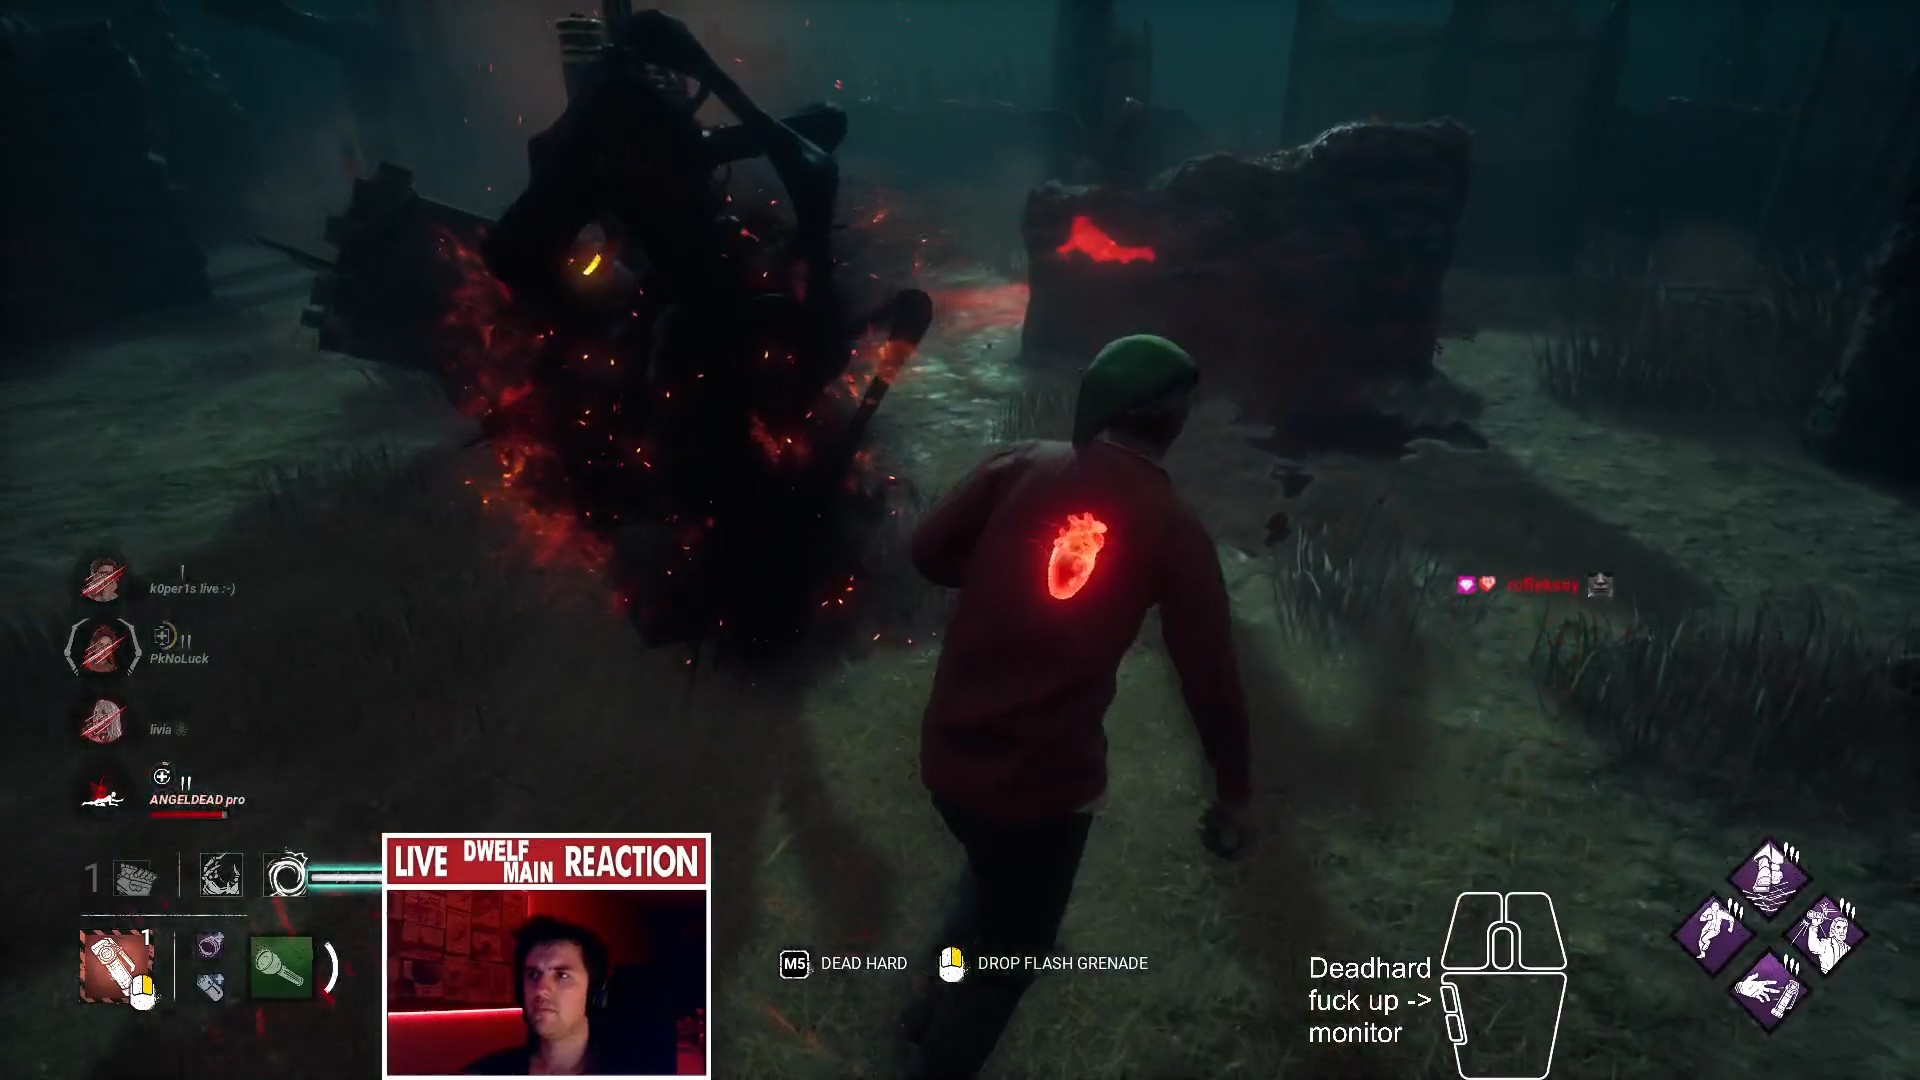 k0per1s live :-)
PkNoLuck
livia
ANGELDEAD pro
1
1
LIVE DWELF MAIN REACTION
M5 DEAD HARD
DROP FLASH GRENADE
Deadhard
fuck up ->
monitor